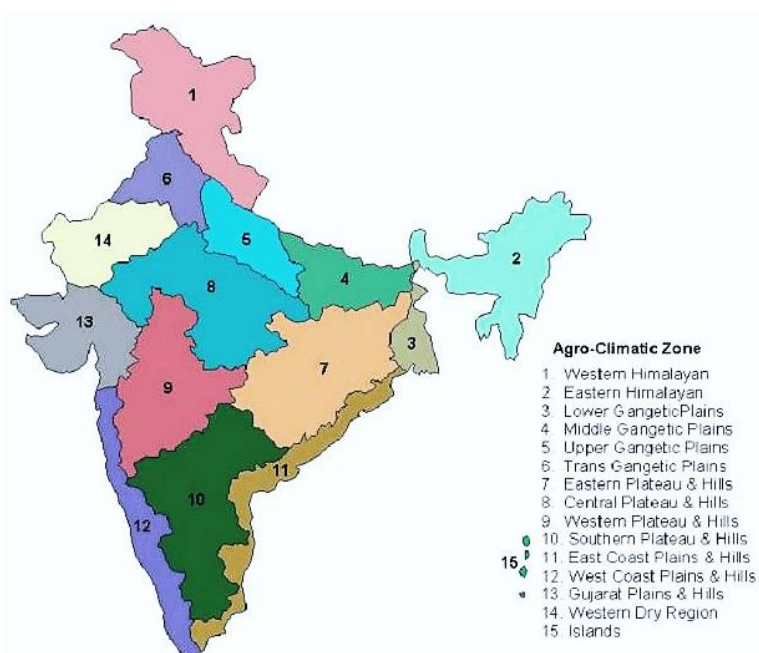 1
6
14
5
2
4
8
13
3
7
9
11
10
12
15
Agro-Climatic Zone
1. Western Himalayan
2 Eastern Himalayan
3. Lower GangeticPlains
4. Middle Gangetic Plains
5. Upper Gangetic Plains
6. Trans Gangetic Plains
7 Eastern Plateau & Hills
8. Central Plateau & Hills
9. Western Plateau & Hills
10. Southern Plateau & Hills
11. East Coast Plains & Hills
12. West Coast Plains & Hills
13. Gujarat Plains & Hills
14. Western Dry Region
15. Islands